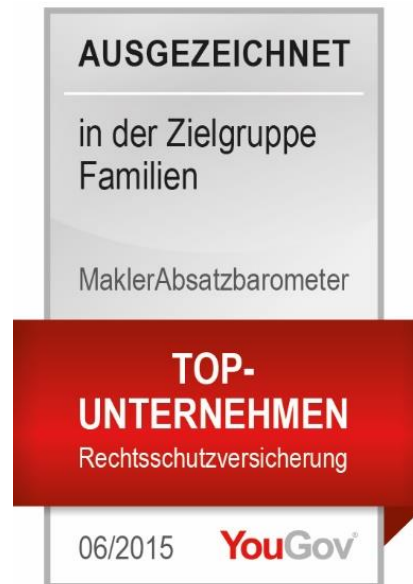 AUSGEZEICHNET
in der Zielgruppe
Familien
MaklerAbsatzbarometer
TOP-
UNTERNEHMEN
Rechtsschutzversicherung
06/2015 YouGov®